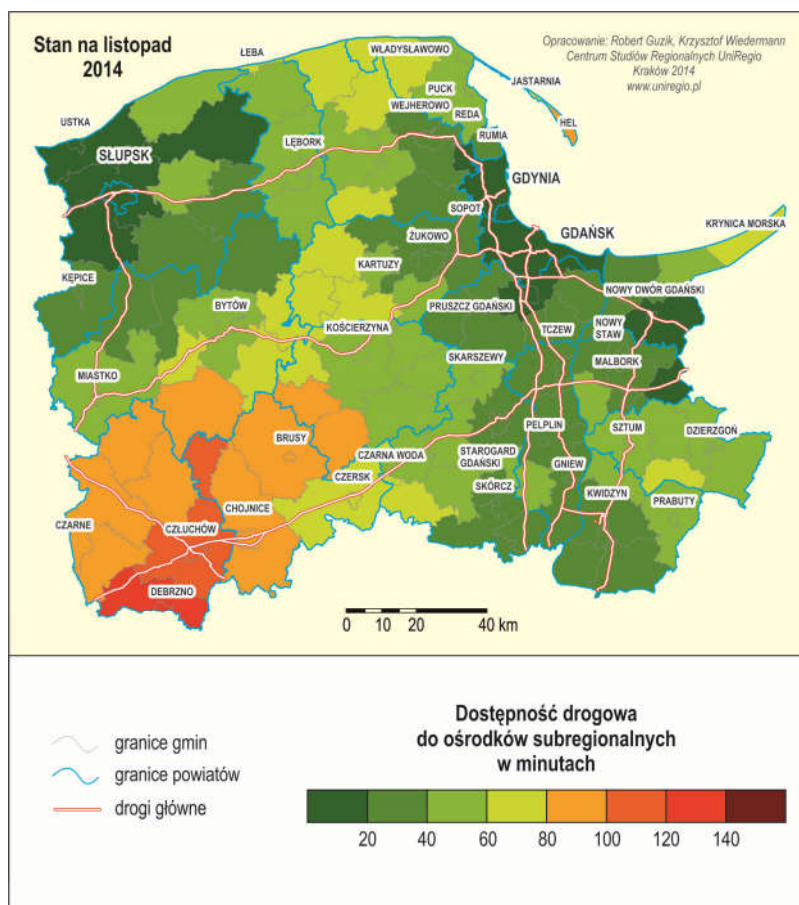 Stan na listopad
2014
Opracowanie: Robert Guzik, Krzysztof Wiedermann
Centrum Studiów Regionalnych UniRegio
Kraków 2014
www.uniregio.pl
ŁEBA
WŁADYSŁAWOWO
JASTARNIA
PUCK
WEJHEROWO
REDA
HEL
USTKA
RUMIA
LĘBORK
SŁUPSK
GDYNIA
SOPOT
KRYNICA MORSKA
GDAŃSK
ŻUKOWO
KARTUZY
KĘPICE
NOWY DWÓR GDAŃSKI
BYTÓW
PRUSZCZ GDAŃSKI
KOŚCIERZYNA
TCZEW
NOWY
STAW
SKARSZEWY
MALBORK
MIASTKO
PELPLIN
SZTUM
DZIERZGOŃ
BRUSY
CZARNA WODA
STAROGARD
GDAŃSKI
GNIEW
CZERSK
SKÓRCZ
KWIDZYN
PRABUTY
CHOJNICE
CZARNE
CZŁUCHÓW
DEBRZNO
0 10 20 40 km
granice gmin
granice powiatów
drogi główne
Dostępność drogowa
do ośrodków subregionalnych
w minutach
20 40 60 80 100 120 140